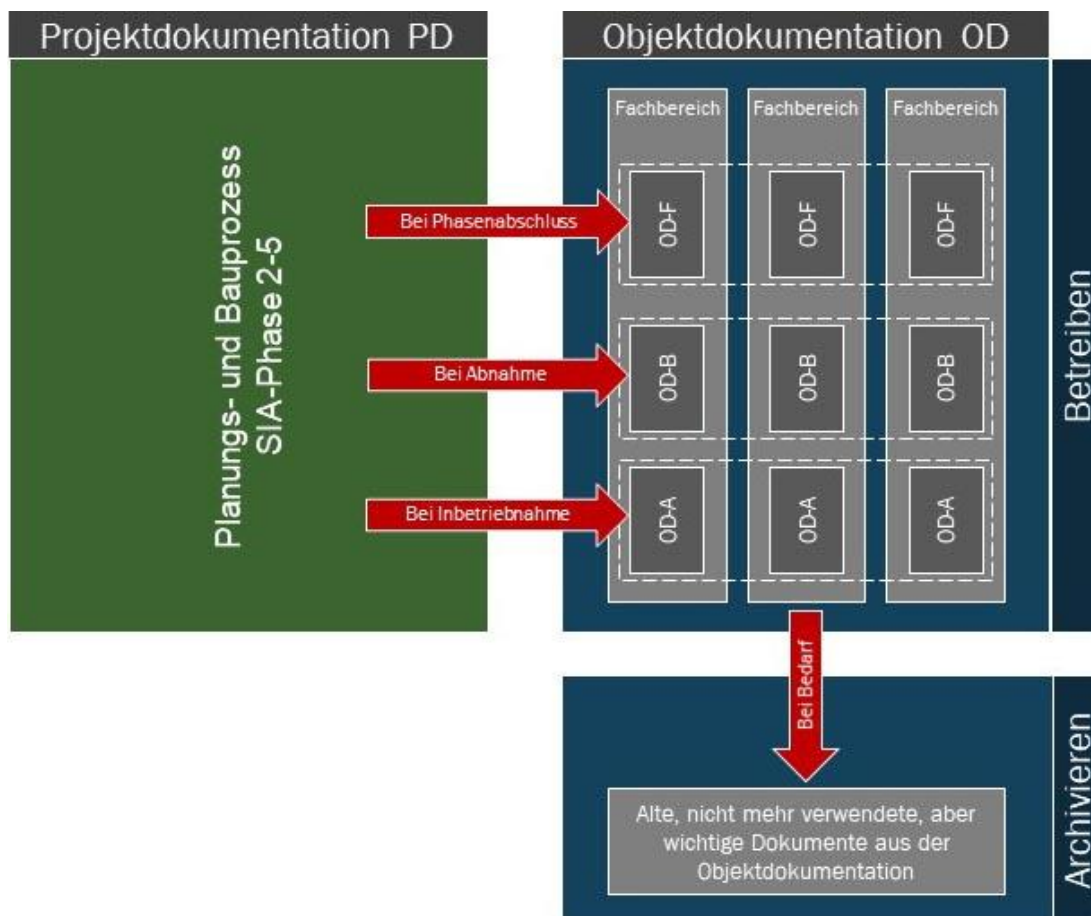 Projektdokumentation PD
Planungs- und Bauprozess
SIA-Phase 2-5
Bei Phasenabschluss
Bei Abnahme
Bei Inbetriebnahme
Objektdokumentation OD
Fachbereich
Fachbereich
Fachbereich
OD-F
OD-F
OD-F
OD-B
OD-B
OD-B
OD-A
OD-A
OD-A
Betreiben
Bei Bedarf
Alte, nicht mehr verwendete, aber
wichtige Dokumente aus der
Objektdokumentation
Archivieren